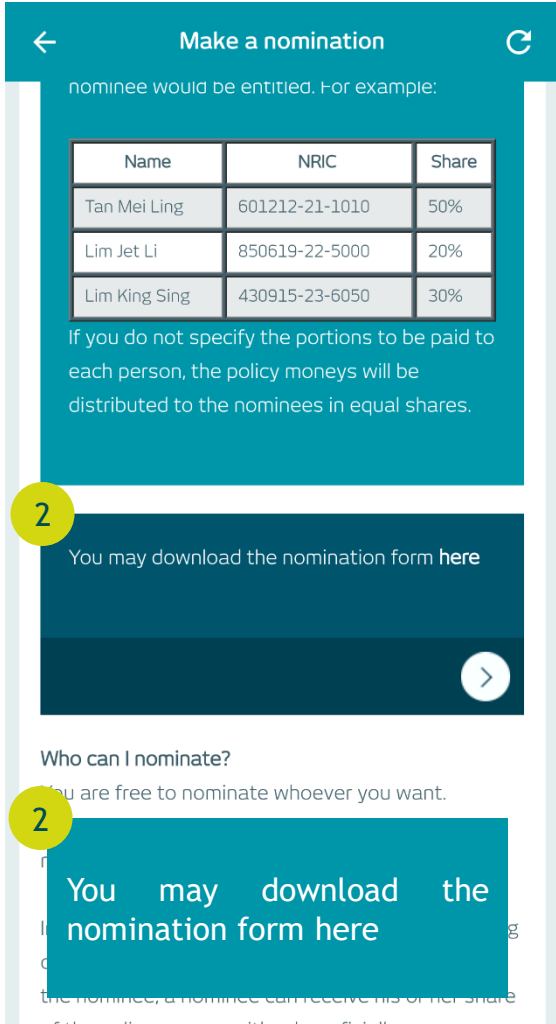 Make a nomination
nominee would be entitled. For example:
Name NRIC Share
Tan Mei Ling 601212-21-1010 50%
Lim Jet Li 850619-22-5000 20%
Lim King Sing 430915-23-6050 30%
If you do not specify the portions to be paid to
each person, the policy moneys will be
distributed to the nominees in equal shares.
2
You may download the nomination form here
Who can I nominate?
You are free to nominate whoever you want.
2
You may download the
nomination form here
the nominee, a nominee can receive his or her share